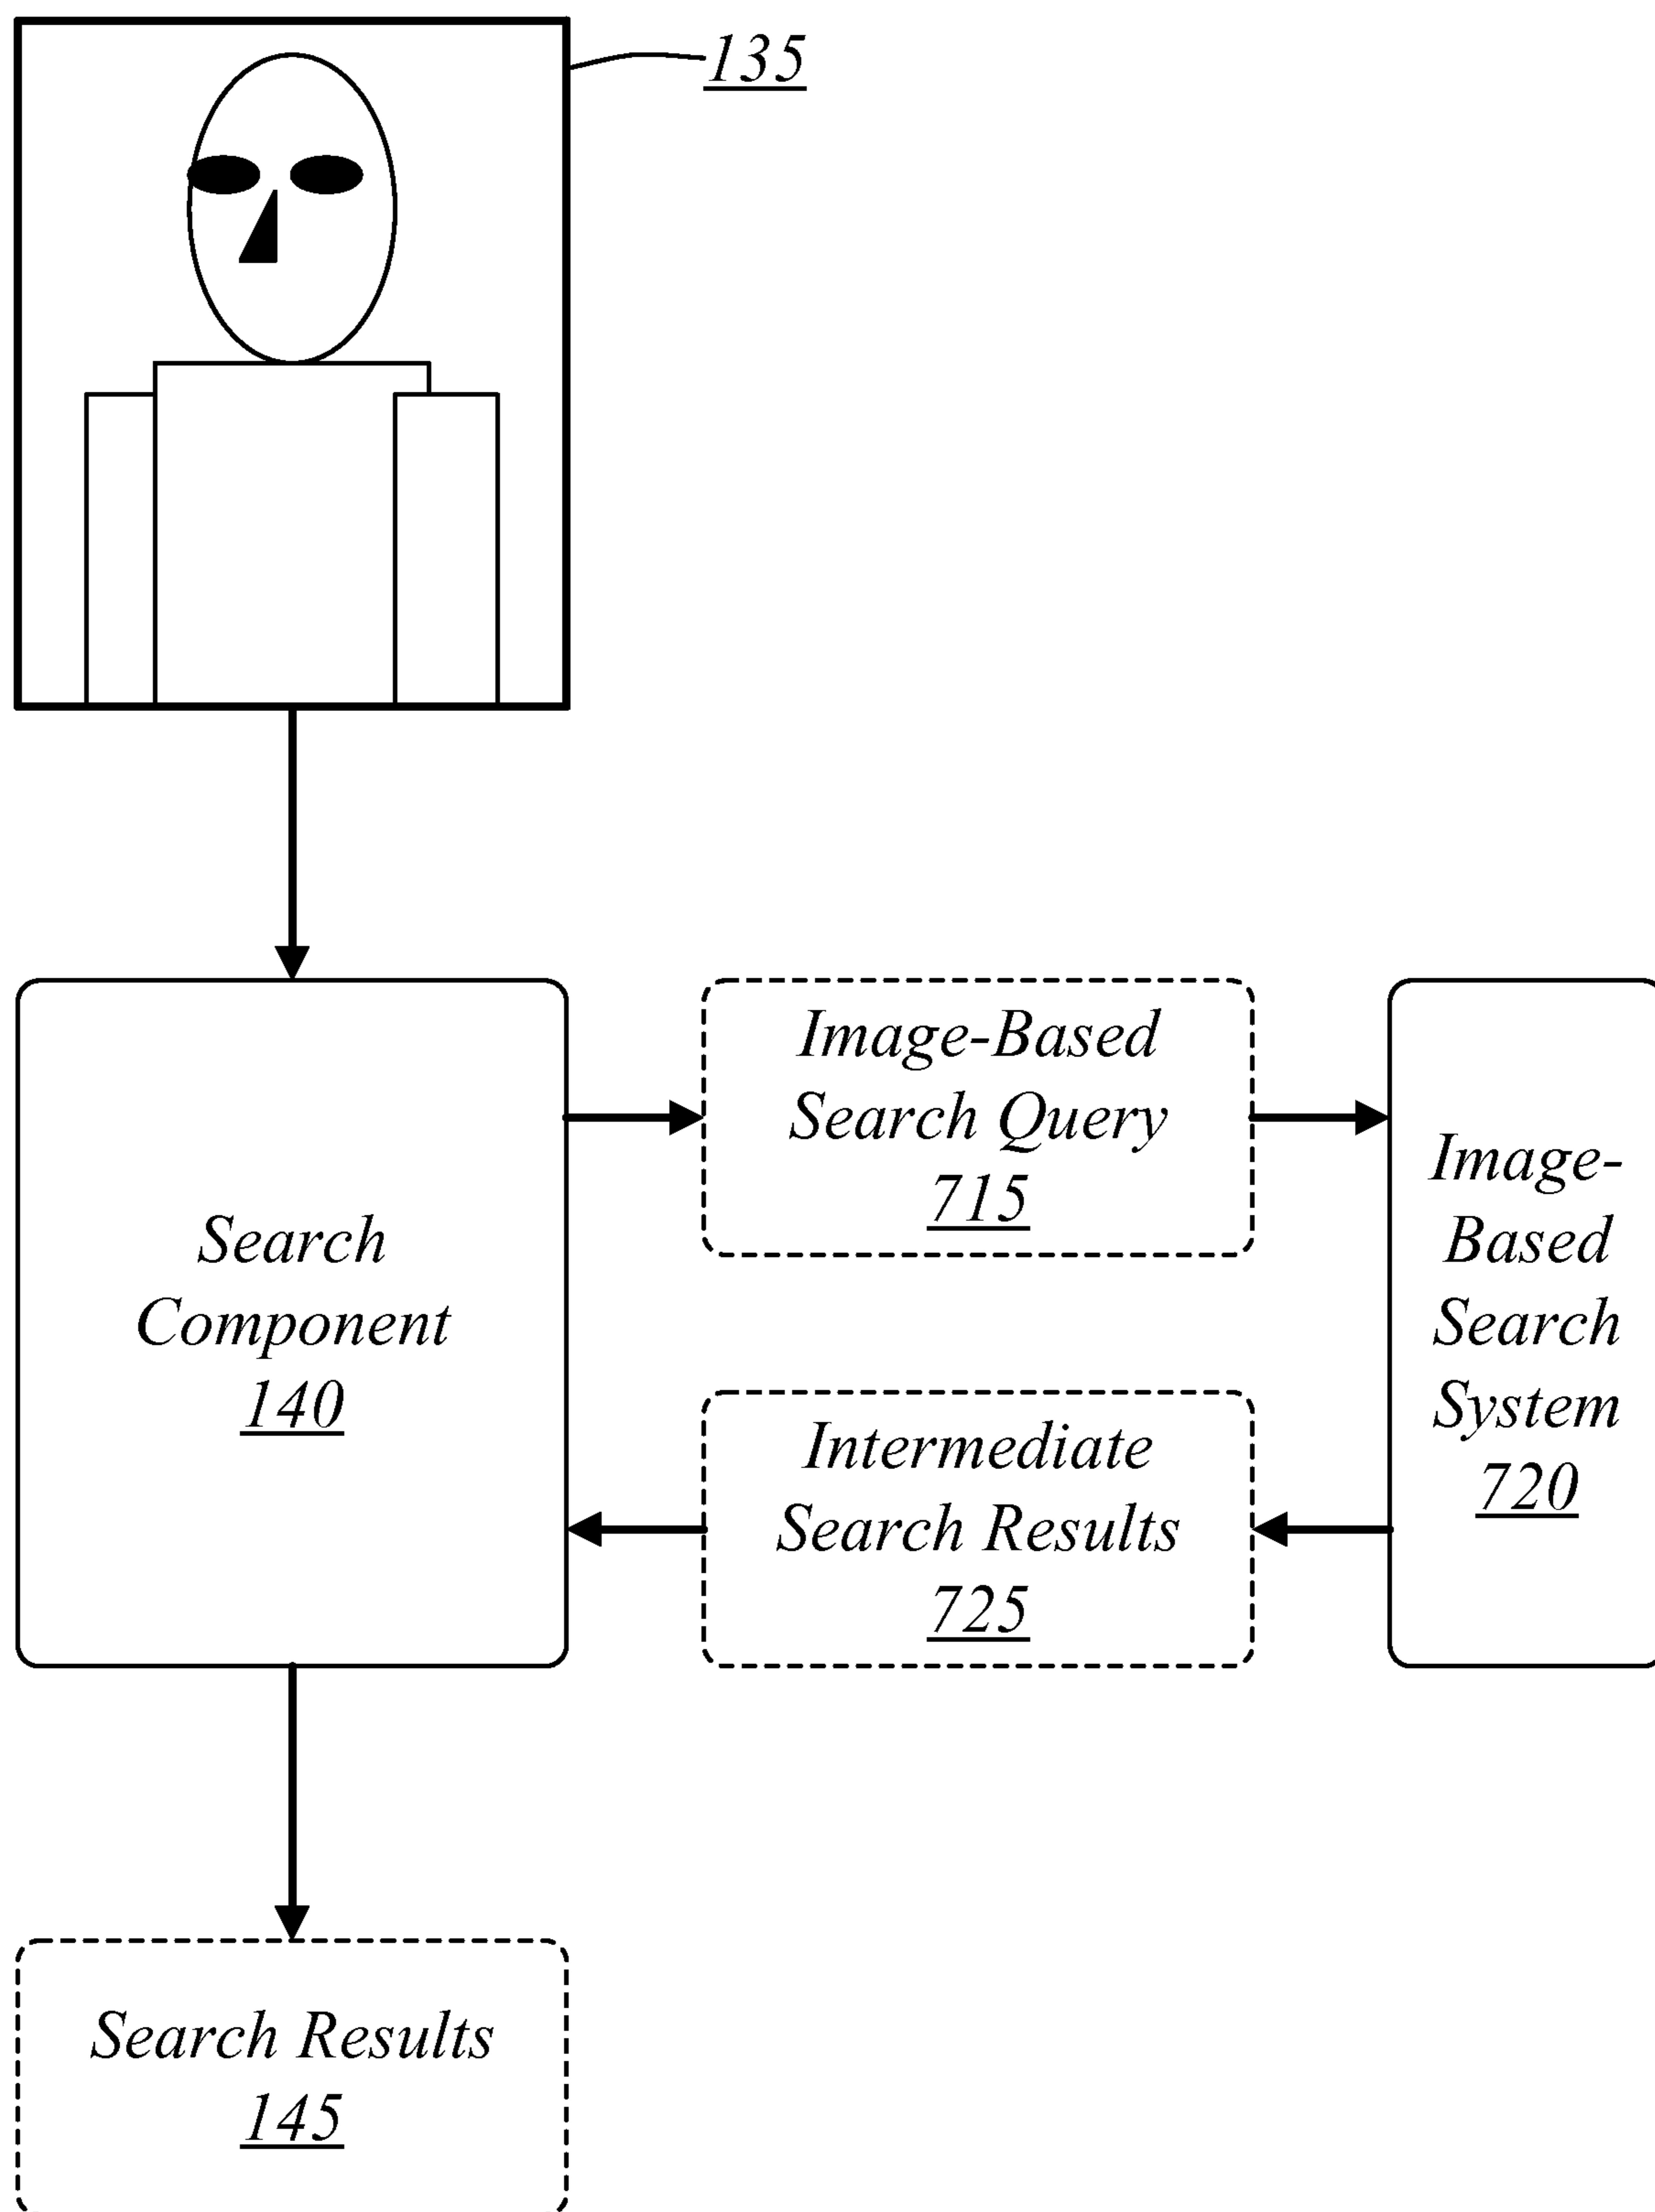 135
Image-Based
Search Query
715
Image-
Based
Search
System
720
Search
Component
140
Intermediate
Search Results
725
Search Results
145